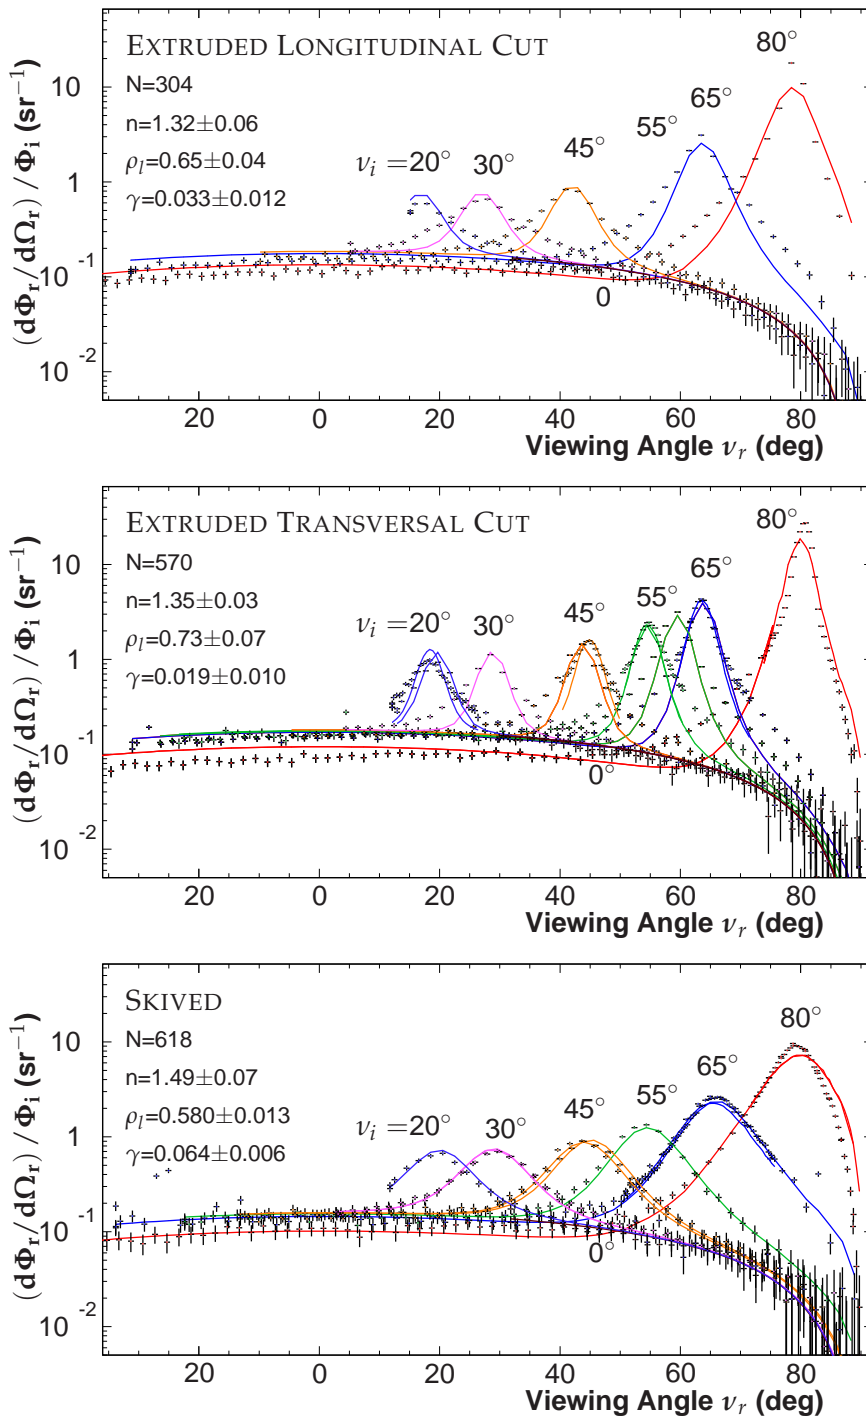 EXTRUDED LONGITUDINAL CUT
N=304
n=1.32±0.06
ρl=0.65±0.04
γ=0.033±0.012
νi =20° 30° 45° 55° 65° 80°
0
10
1
10 -1
10 -2
(dΦr/dΩr) / Φi (sr−1)
20 0 20 40 60 80
Viewing Angle νr (deg)
EXTRUDED TRANSVERSAL CUT
N=570
n=1.35±0.03
ρl=0.73±0.07
γ=0.019±0.010
νi =20° 30° 45° 55° 65° 80°
0°
10
1
10 -1
10 -2
(dΦr/dΩr) / Φi (sr−1)
20 0 20 40 60 80
Viewing Angle νr (deg)
SKIVED
N=618
n=1.49±0.07
ρl=0.580±0.013
γ=0.064±0.006
νi =20° 30° 45° 55° 65° 80°
0°
10
1
10 -1
10 -2
(dΦr/dΩr) / Φi (sr−1)
20 0 20 40 60 80
Viewing Angle νr (deg)